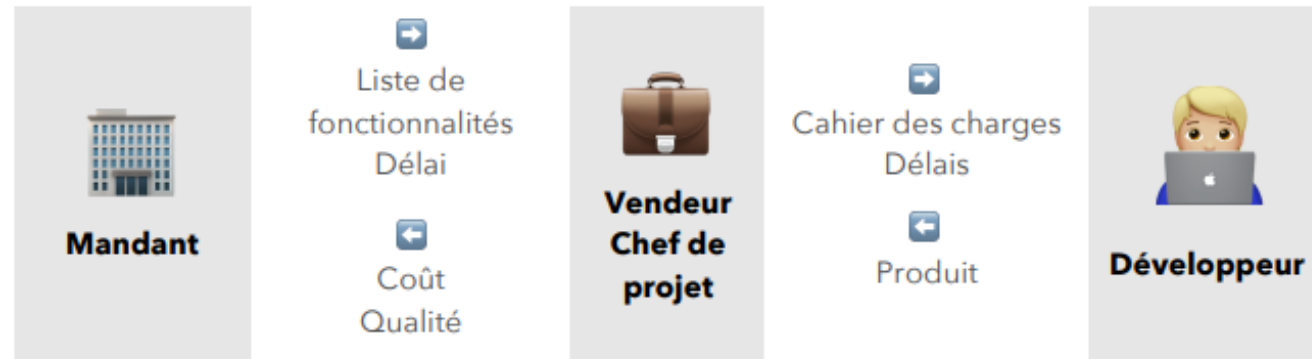 Mandant
Liste de
fonctionnalités
Délai
Coût
Qualité
Vendeur
Chef de
projet
Cahier des charges
Délais
Produit
Développeur